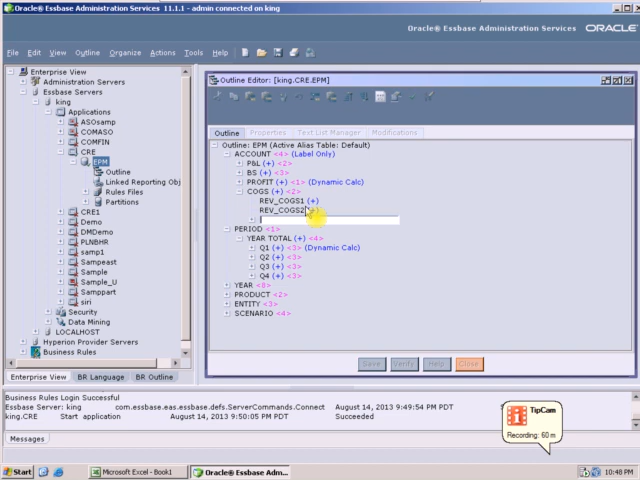 Oracle® Essbase Administration Services 11.1.1 - admin connected on king
Oracle® Essbase Administration Services ORACLE
File Edit View Outline Organize Actions Tools Help
Enterprise View
Administration Servers
Essbase Servers
king
Applications
ASOsamp
COMASO
COMFIN
CRE
EPM
Outline
Linked Reporting Obj
Rules Files
Partitions
CRE1
Demo
DMDemo
PLNBHR
samp1
Sampeast
Sample
Sample_U
Samppart
siri
Security
Data Mining
LOCALHOST
Hyperion Provider Servers
Business Rules
Enterprise View BR Language BR Outline
Outline Editor: [king.CRE.EPM]
Outline Properties Text List Manager Modifications
Outline: EPM (Active Alias Table: Default)
ACCOUNT <4> (Label Only)
P&L (+) <2>
BS (+) <3>
PROFIT (+) <1> (Dynamic Calc)
COGS (+) <2>
REV_COGS1 (+)
REV_COGS2 (+)
PERIOD <1>
YEAR TOTAL (+) <4>
Q1 (+) <3> (Dynamic Calc)
Q2 (+) <3>
Q3 (+) <3>
Q4 (+) <3>
YEAR <8>
PRODUCT <2>
ENTITY <3>
SCENARIO <4>
Save Verify Help Close
Business Rules Login Successful
Essbase Server: king com.essbase.eas.essbase.defs.ServerCommands.Connect August 14, 2013 9:49:54 PM PDT
king.CRE Start application August 14, 2013 9:50:05 PM PDT Succeeded
Messages
TipCam
Recording: 60 m
Start Microsoft Excel - Book1 Oracle® Essbase Adm... 10:48 PM